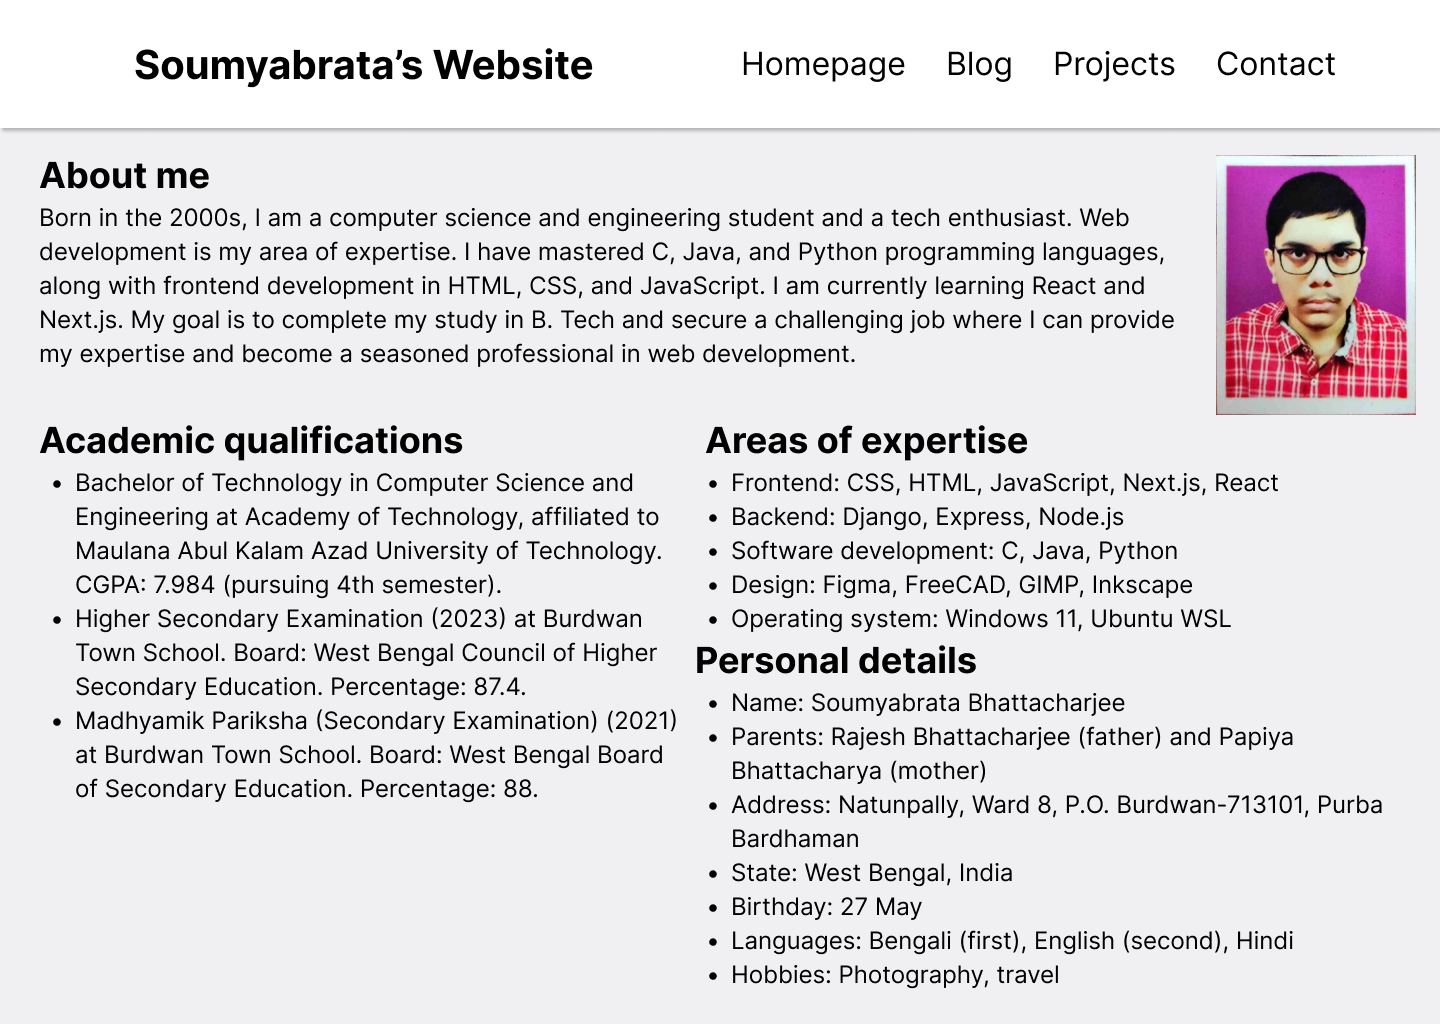 Soumyabrata’s Website
Homepage Blog Projects Contact
About me
Born in the 2000s, I am a computer science and engineering student and a tech enthusiast. Web
development is my area of expertise. I have mastered C, Java, and Python programming languages,
along with frontend development in HTML, CSS, and JavaScript. I am currently learning React and
Next.js. My goal is to complete my study in B. Tech and secure a challenging job where I can provide
my expertise and become a seasoned professional in web development.
Academic qualifications
• Bachelor of Technology in Computer Science and
Engineering at Academy of Technology, affiliated to
Maulana Abul Kalam Azad University of Technology.
CGPA: 7.984 (pursuing 4th semester).
• Higher Secondary Examination (2023) at Burdwan
Town School. Board: West Bengal Council of Higher
Secondary Education. Percentage: 87.4.
• Madhyamik Pariksha (Secondary Examination) (2021)
at Burdwan Town School. Board: West Bengal Board
of Secondary Education. Percentage: 88.
Areas of expertise
• Frontend: CSS, HTML, JavaScript, Next.js, React
• Backend: Django, Express, Node.js
• Software development: C, Java, Python
• Design: Figma, FreeCAD, GIMP, Inkscape
• Operating system: Windows 11, Ubuntu WSL
Personal details
• Name: Soumyabrata Bhattacharjee
• Parents: Rajesh Bhattacharjee (father) and Papiya
Bhattacharya (mother)
• Address: Natunpally, Ward 8, P.O. Burdwan-713101, Purba
Bardhaman
• State: West Bengal, India
• Birthday: 27 May
• Languages: Bengali (first), English (second), Hindi
• Hobbies: Photography, travel